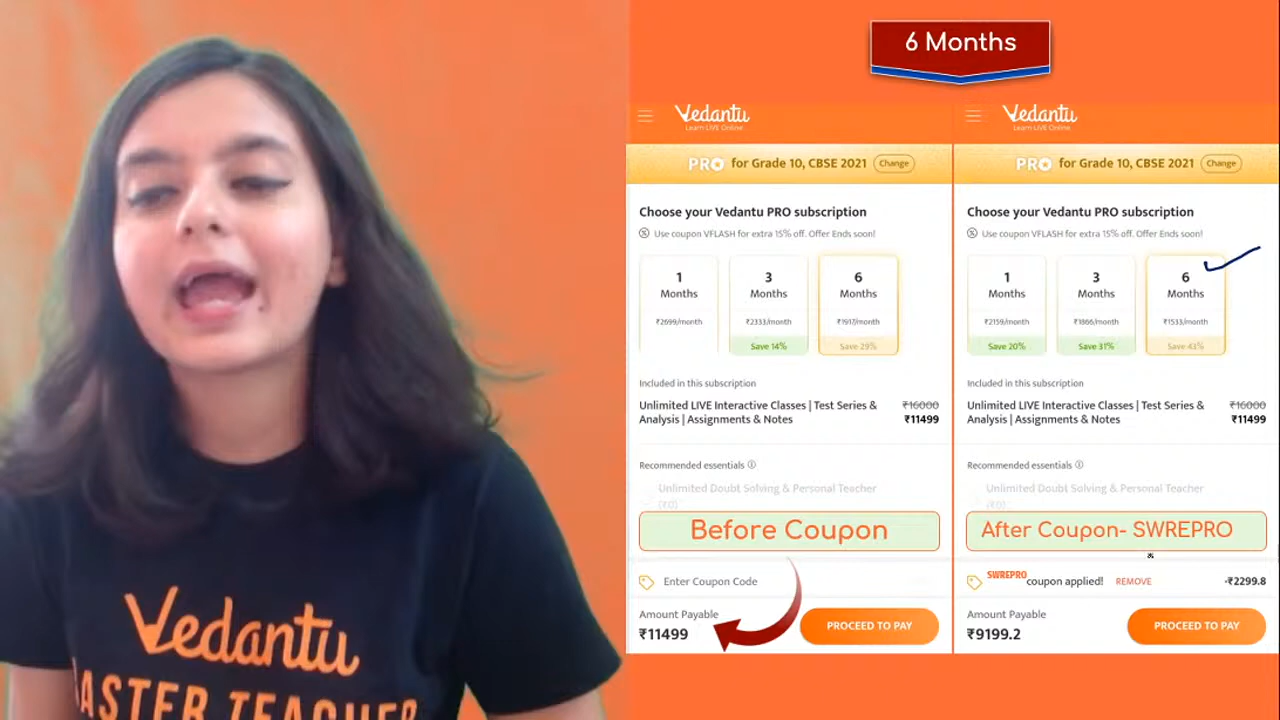 6 Months
Vedantu
Learn LIVE Online
PRO for Grade 10, CBSE 2021 Change
Choose your Vedantu PRO subscription
Use coupon VFLASH for extra 15% off. Offer Ends soon!
1 3 6
Months Months Months
₹2699/month ₹2333/month ₹1917/month
Save 14% Save 29%
Included in this subscription
Unlimited LIVE Interactive Classes | Test Series & ₹16000
Analysis | Assignments & Notes ₹11499
Recommended essentials
Unlimited Doubt Solving & Personal Teacher
(₹0)
Before Coupon
Enter Coupon Code
Amount Payable
₹11499 PROCEED TO PAY
Vedantu
Learn LIVE Online
PRO for Grade 10, CBSE 2021 Change
Choose your Vedantu PRO subscription
Use coupon VFLASH for extra 15% off. Offer Ends soon!
1 3 6
Months Months Months
₹2159/month ₹1866/month ₹1533/month
Save 20% Save 31% Save 43%
Included in this subscription
Unlimited LIVE Interactive Classes | Test Series & ₹16000
Analysis | Assignments & Notes ₹11499
Recommended essentials
Unlimited Doubt Solving & Personal Teacher
(₹0)
After Coupon- SWREPRO
SWREPRO coupon applied! REMOVE -₹2299.8
Amount Payable
₹9199.2 PROCEED TO PAY
Vedantu
MASTER TEACHER